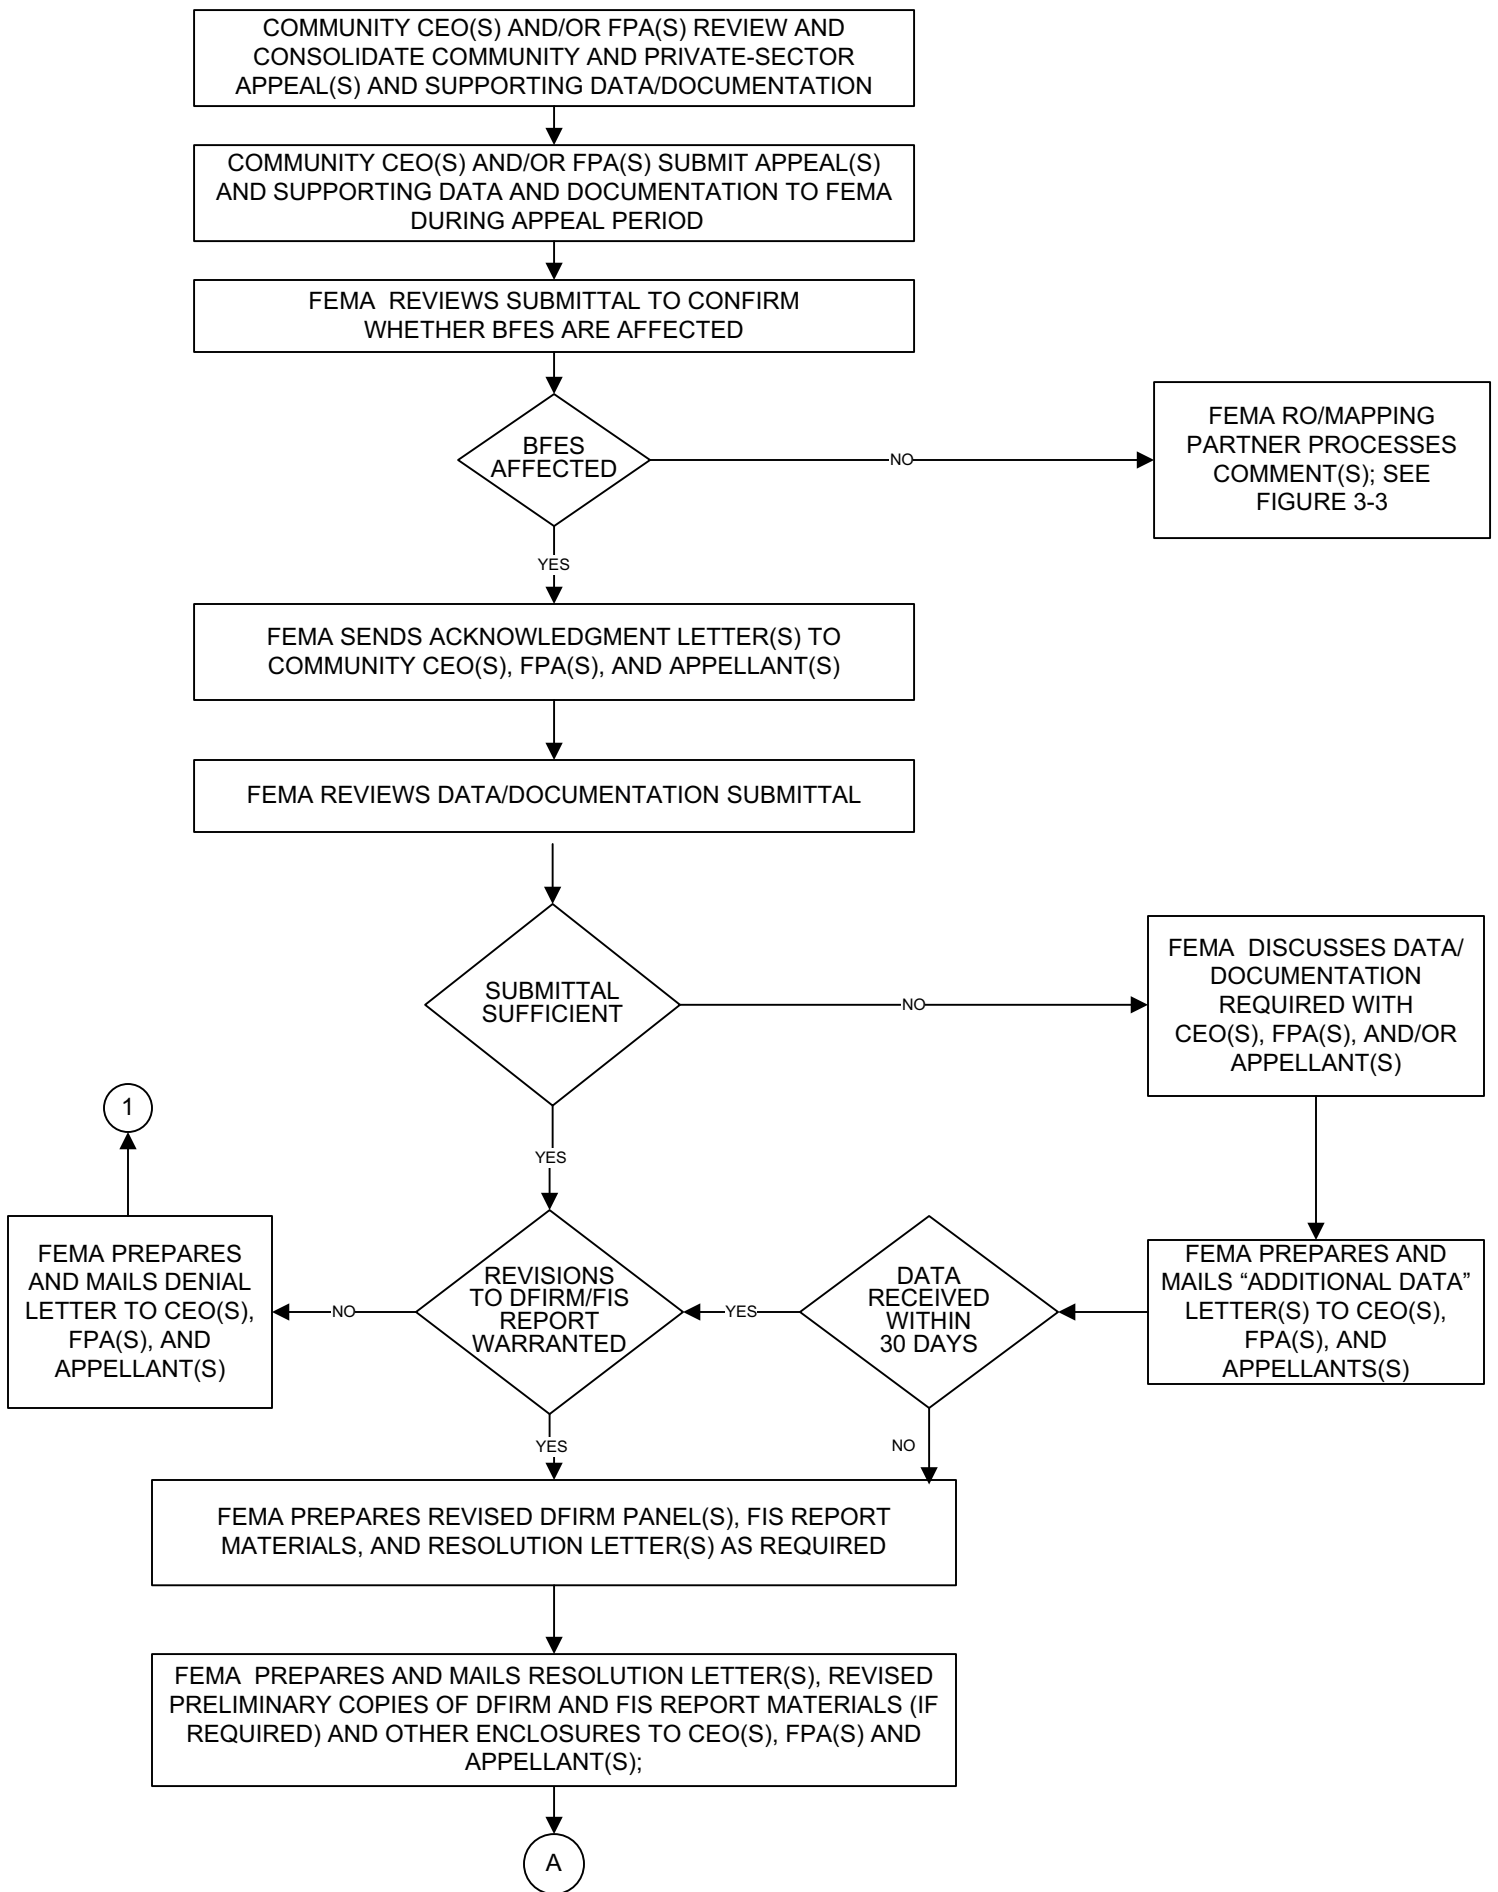 COMMUNITY CEO(S) AND/OR FPA(S) REVIEW AND
CONSOLIDATE COMMUNITY AND PRIVATE-SECTOR
APPEAL(S) AND SUPPORTING DATA/DOCUMENTATION
COMMUNITY CEO(S) AND/OR FPA(S) SUBMIT APPEAL(S)
AND SUPPORTING DATA AND DOCUMENTATION TO FEMA
DURING APPEAL PERIOD
FEMA REVIEWS SUBMITTAL TO CONFIRM
WHETHER BFES ARE AFFECTED
BFES
AFFECTED
NO
FEMA RO/MAPPING
PARTNER PROCESSES
COMMENT(S); SEE
FIGURE 3-3
YES
FEMA SENDS ACKNOWLEDGMENT LETTER(S) TO
COMMUNITY CEO(S), FPA(S), AND APPELLANT(S)
FEMA REVIEWS DATA/DOCUMENTATION SUBMITTAL
SUBMITTAL
SUFFICIENT
NO
FEMA DISCUSSES DATA/
DOCUMENTATION
REQUIRED WITH
CEO(S), FPA(S), AND/OR
APPELLANT(S)
1
YES
FEMA PREPARES
AND MAILS DENIAL
LETTER TO CEO(S),
FPA(S), AND
APPELLANT(S)
NO
REVISIONS
TO DFIRM/FIS
REPORT
WARRANTED
YES
DATA
RECEIVED
WITHIN
30 DAYS
FEMA PREPARES AND
MAILS “ADDITIONAL DATA”
LETTER(S) TO CEO(S),
FPA(S), AND
APPELLANTS(S)
YES
NO
FEMA PREPARES REVISED DFIRM PANEL(S), FIS REPORT
MATERIALS, AND RESOLUTION LETTER(S) AS REQUIRED
FEMA PREPARES AND MAILS RESOLUTION LETTER(S), REVISED
PRELIMINARY COPIES OF DFIRM AND FIS REPORT MATERIALS (IF
REQUIRED) AND OTHER ENCLOSURES TO CEO(S), FPA(S) AND
APPELLANT(S);
A